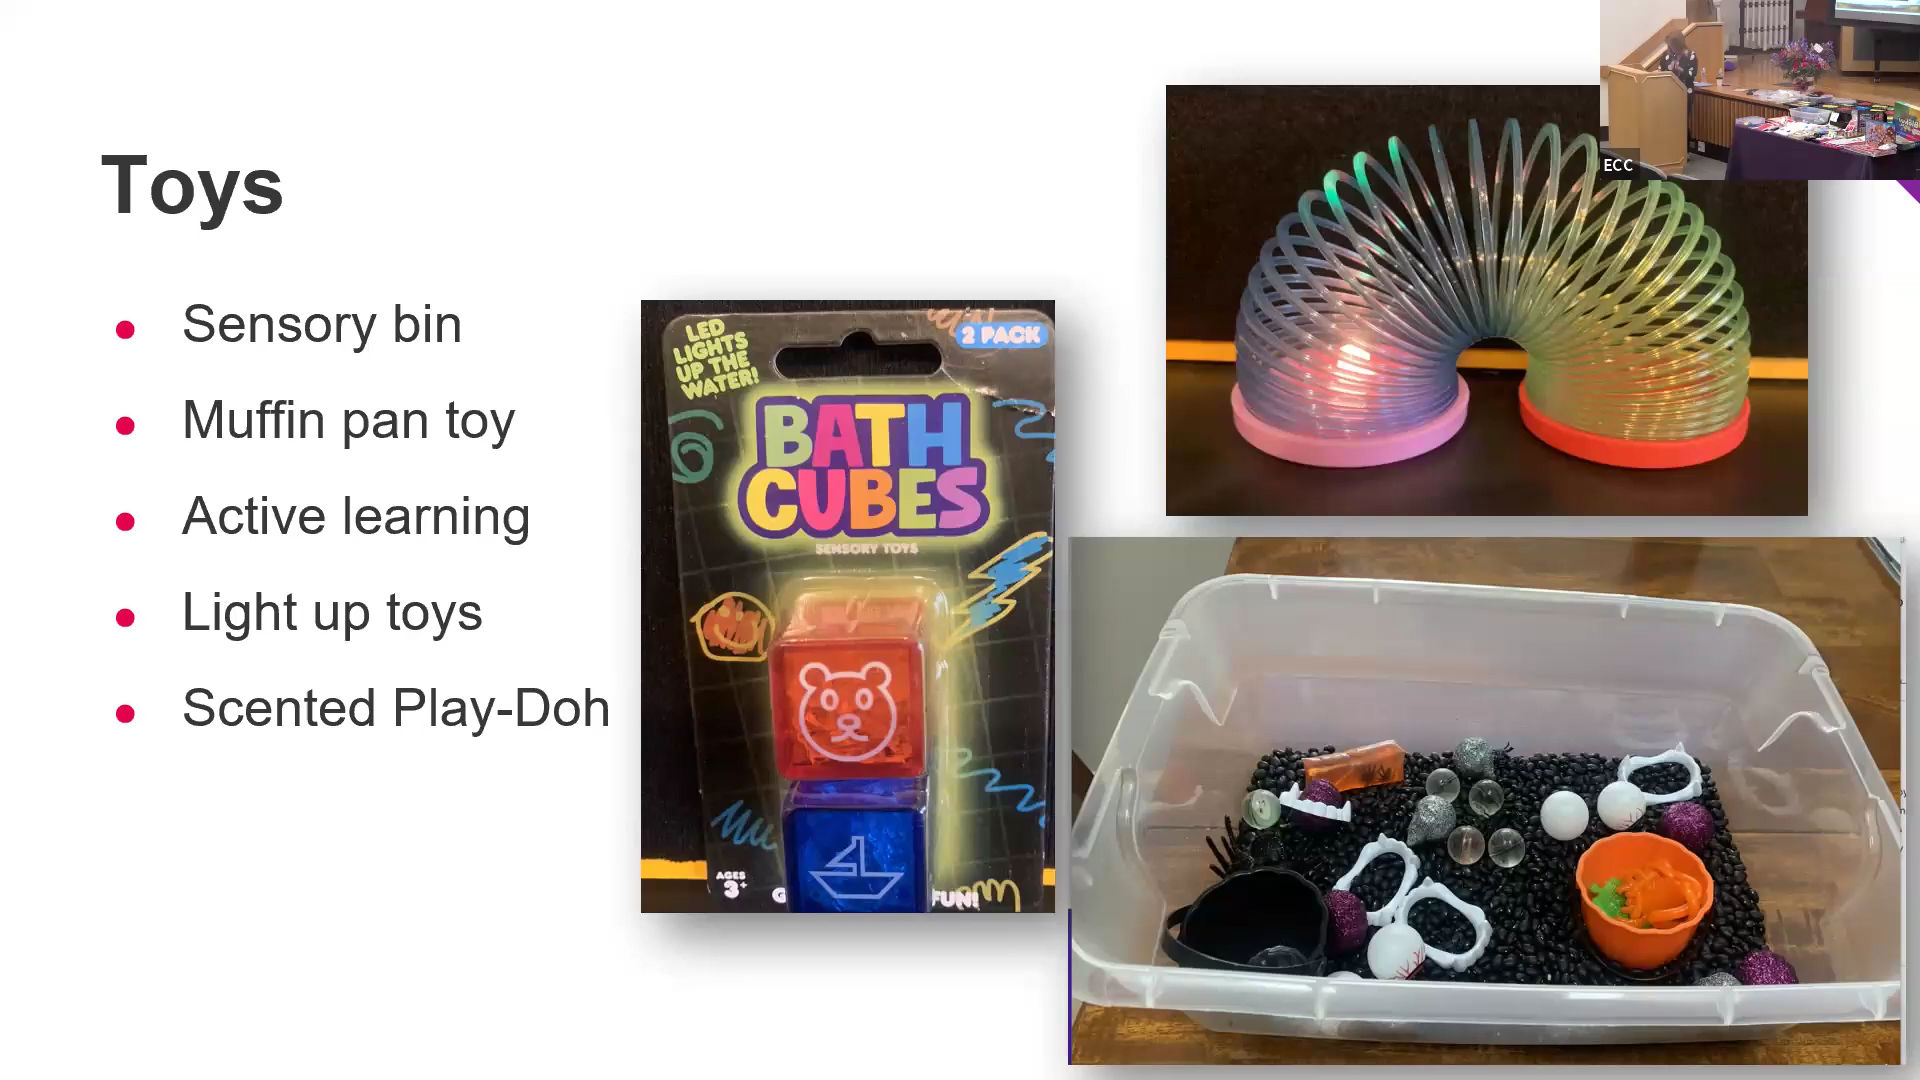 Toys
Sensory bin
Muffin pan toy
Active learning
Light up toys
Scented Play-Doh
LED
LIGHTS
UP THE
WATER!
2 PACK
BATH
CUBES
SENSORY TOYS
AGES
3+
FUN!
ECC